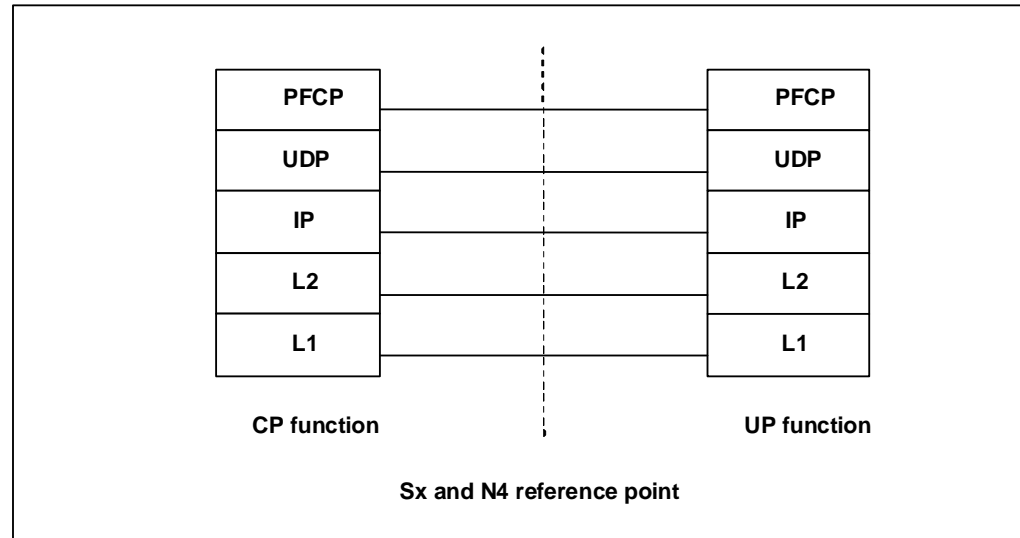 PFCP PFCP
UDP UDP
IP IP
L2 L2
L1 L1
CP function UP function
Sx and N4 reference point